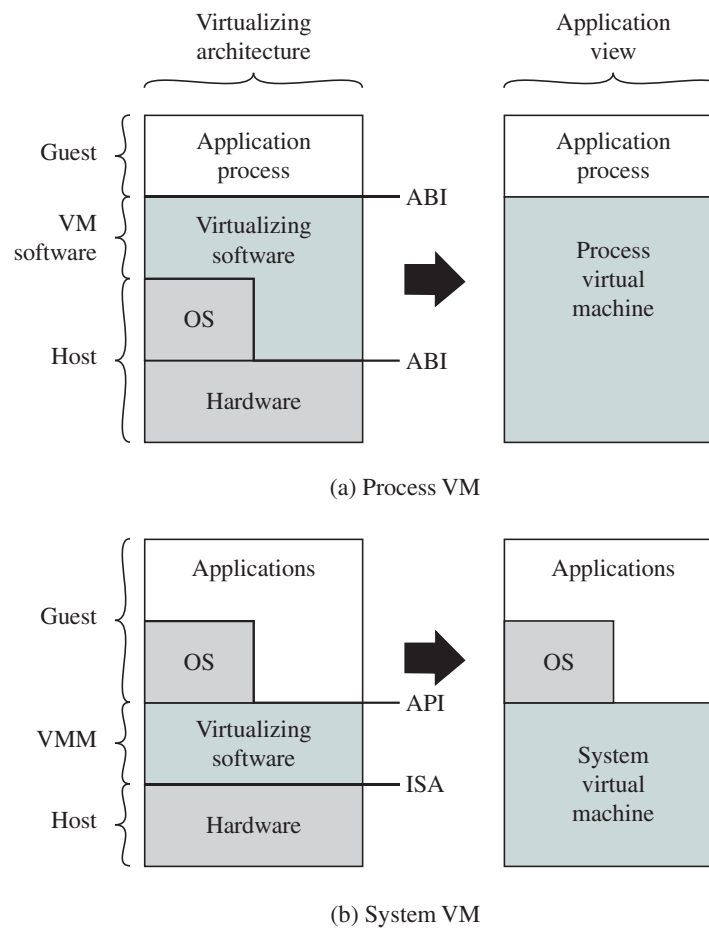 Virtualizing
architecture
Application
view
Guest
Application
process
Application
process
ABI
VM
software
Virtualizing
software
Process
virtual
machine
OS
Host
ABI
Hardware
(a) Process VM
Applications
Applications
Guest
OS
OS
API
VMM
Virtualizing
software
System
virtual
machine
ISA
Host
Hardware
(b) System VM